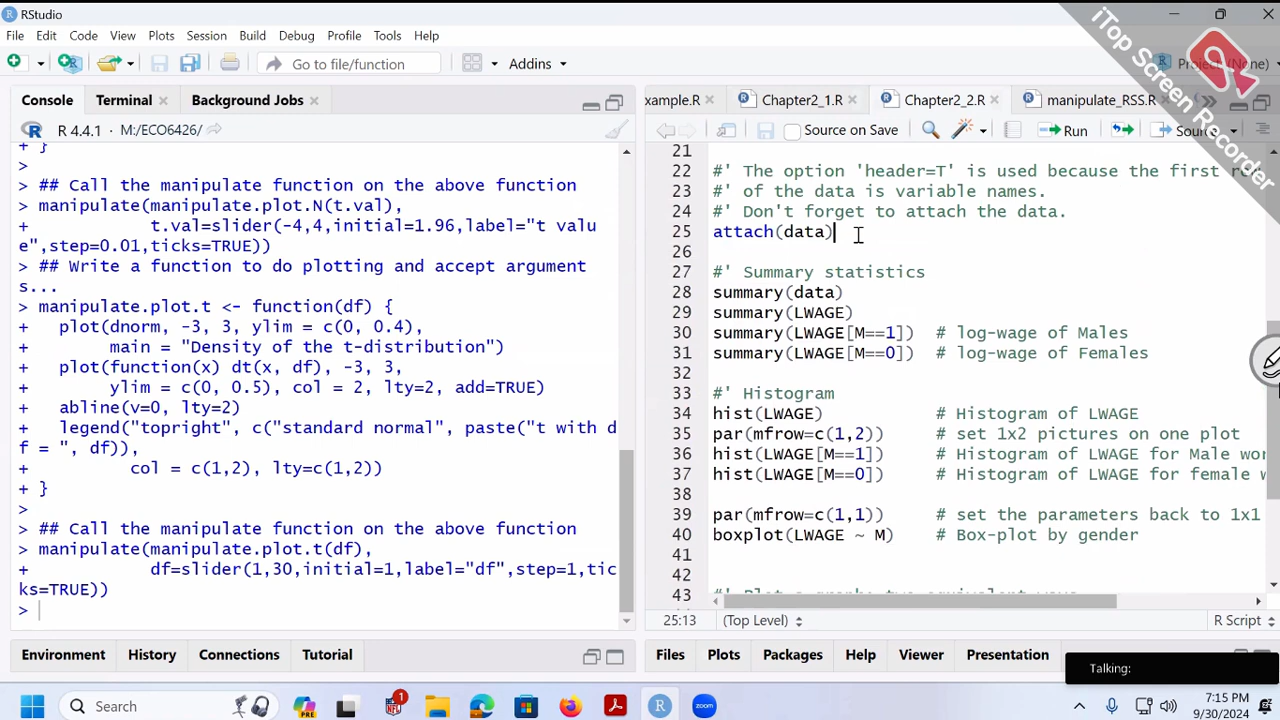 RStudio
File Edit Code View Plots Session Build Debug Profile Tools Help
Go to file/function Addins Project: (None)
iTop Screen Recorder
Console Terminal Background Jobs
R 4.4.1 · M:/ECO6426/
+ }
>
> ## Call the manipulate function on the above function
> manipulate(manipulate.plot.N(t.val),
+ t.val=slider(-4,4,initial=1.96,label="t valu
e",step=0.01,ticks=TRUE))
> ## Write a function to do plotting and accept argument
s...
> manipulate.plot.t <- function(df) {
+ plot(dnorm, -3, 3, ylim = c(0, 0.4),
+ main = "Density of the t-distribution")
+ plot(function(x) dt(x, df), -3, 3,
+ ylim = c(0, 0.5), col = 2, lty=2, add=TRUE)
+ abline(v=0, lty=2)
+ legend("topright", c("standard normal", paste("t with d
f = ", df)),
+ col = c(1,2), lty=c(1,2))
+ }
>
> ## Call the manipulate function on the above function
> manipulate(manipulate.plot.t(df),
+ df=slider(1,30,initial=1,label="df",step=1,tic
ks=TRUE))
>
Environment History Connections Tutorial
xample.R Chapter2_1.R Chapter2_2.R manipulate_RSS.R
Source on Save Run
21
22 #' The option 'header=T' is used because the first
23 #' of the data is variable names.
24 #' Don't forget to attach the data.
25 attach(data)
26
27 #' Summary statistics
28 summary(data)
29 summary(LWAGE)
30 summary(LWAGE[M==1]) # log-wage of Males
31 summary(LWAGE[M==0]) # log-wage of Females
32
33 #' Histogram
34 hist(LWAGE) # Histogram of LWAGE
35 par(mfrow=c(1,2)) # set 1x2 pictures on one plot
36 hist(LWAGE[M==1]) # Histogram of LWAGE for Male wo
37 hist(LWAGE[M==0]) # Histogram of LWAGE for female w
38
39 par(mfrow=c(1,1)) # set the parameters back to 1x1
40 boxplot(LWAGE ~ M) # Box-plot by gender
41
42
43
25:13 (Top Level) R Script
Files Plots Packages Help Viewer Presentation
Talking:
Search
PRE
1
7:15 PM
9/30/2024